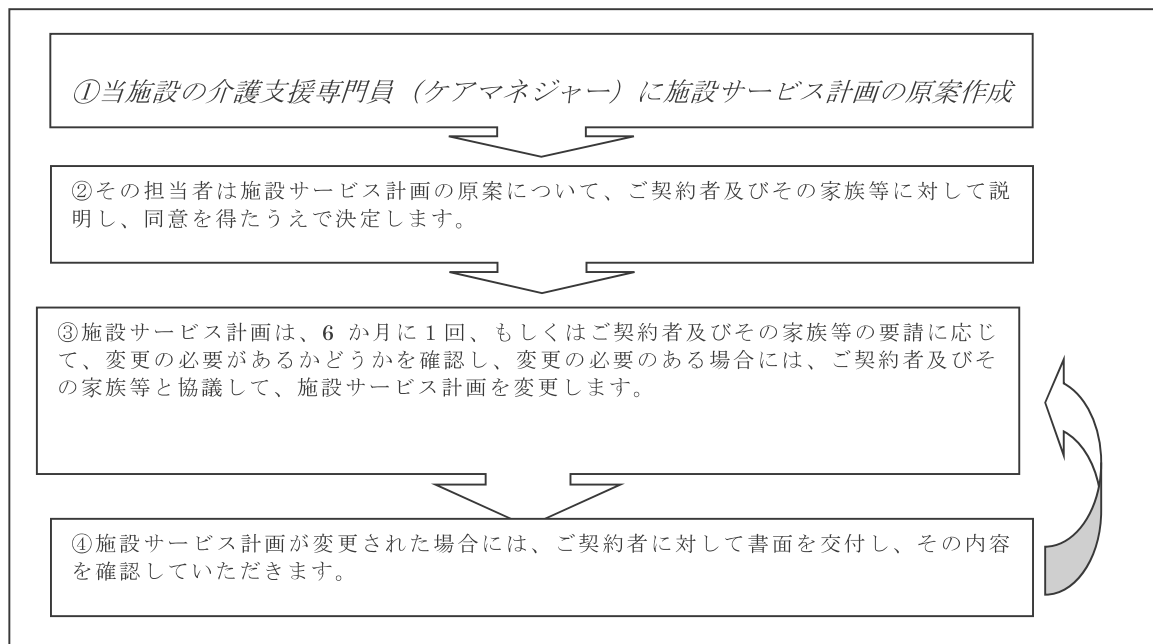 ①当施設の介護支援専門員（ケアマネジャー）に施設サービス計画の原案作成
②その担当者は施設サービス計画の原案について、ご契約者及びその家族等に対して説
明し、同意を得たうえで決定します。
③施設サービス計画は、6 か月に１回、もしくはご契約者及びその家族等の要請に応じ
て、変更の必要があるかどうかを確認し、変更の必要のある場合には、ご契約者及びそ
の家族等と協議して、施設サービス計画を変更します。
④施設サービス計画が変更された場合には、ご契約者に対して書面を交付し、その内容
を確認していただきます。